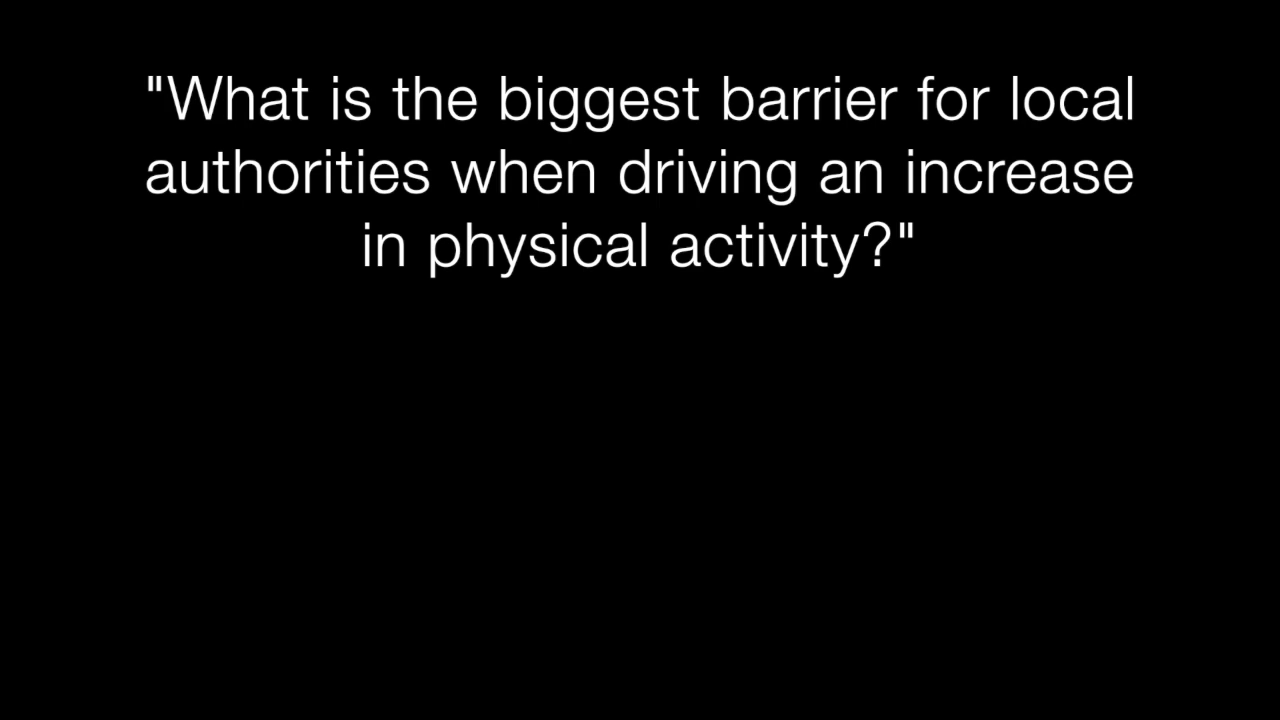 "What is the biggest barrier for local
authorities when driving an increase
in physical activity?"